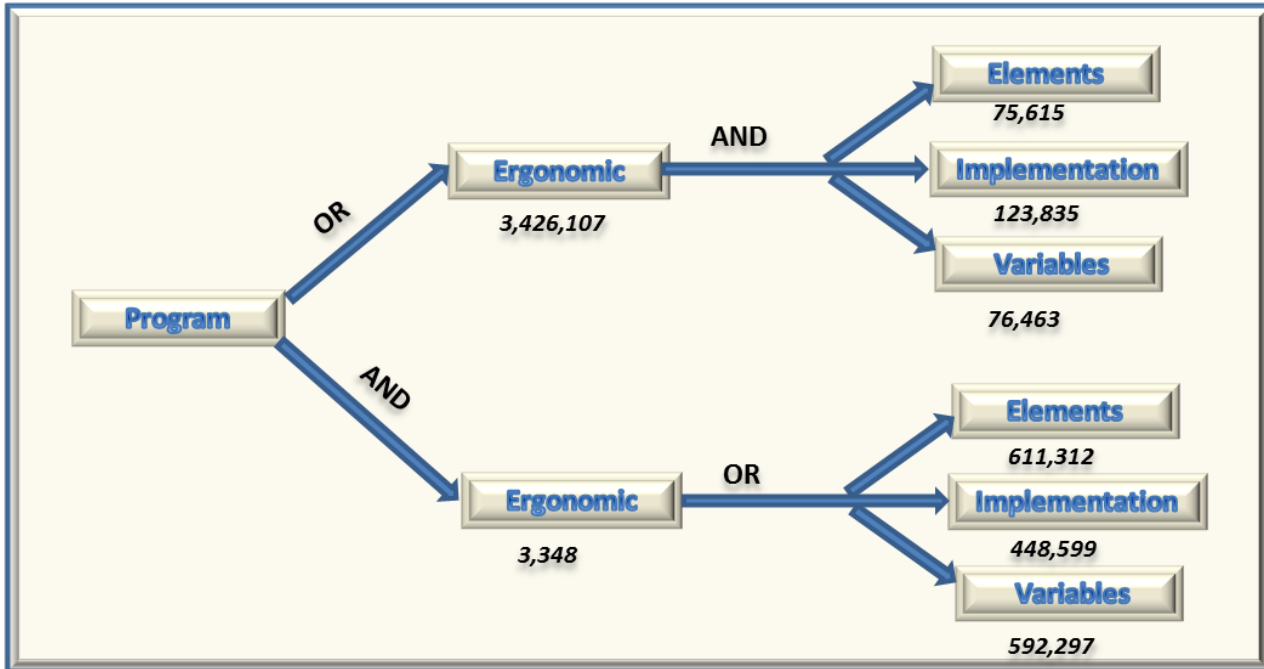 Elements
75,615
AND
Ergonomic
Implementation
3,426,107
123,835
OR
Variables
76,463
Program
AND
Elements
611,312
OR
Ergonomic
Implementation
3,348
448,599
Variables
592,297